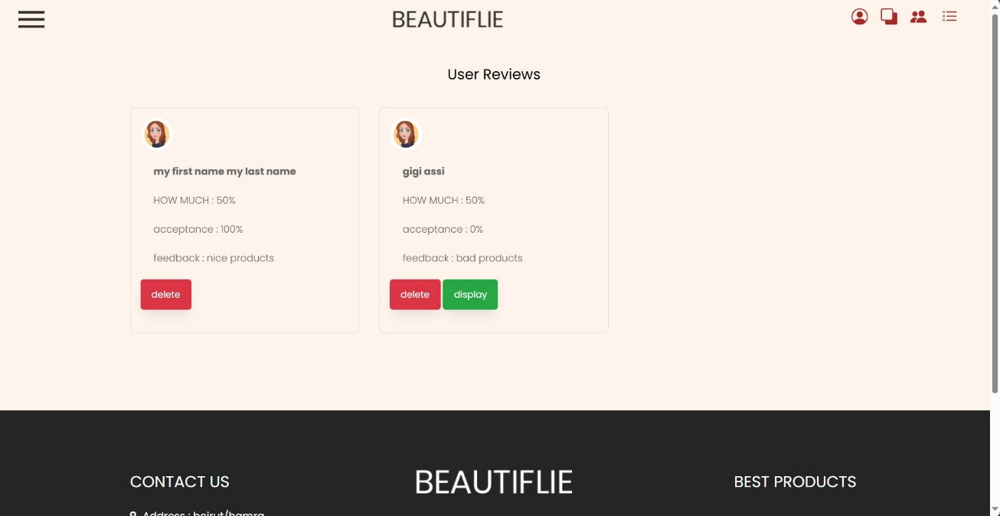 BEAUTIFLIE
User Reviews
my first name my last name
HOW MUCH : 50%
acceptance : 100%
feedback : nice products
delete
gigi assi
HOW MUCH : 50%
acceptance : 0%
feedback : bad products
delete display
CONTACT US
Address : beirut/hamra
BEAUTIFLIE
BEST PRODUCTS